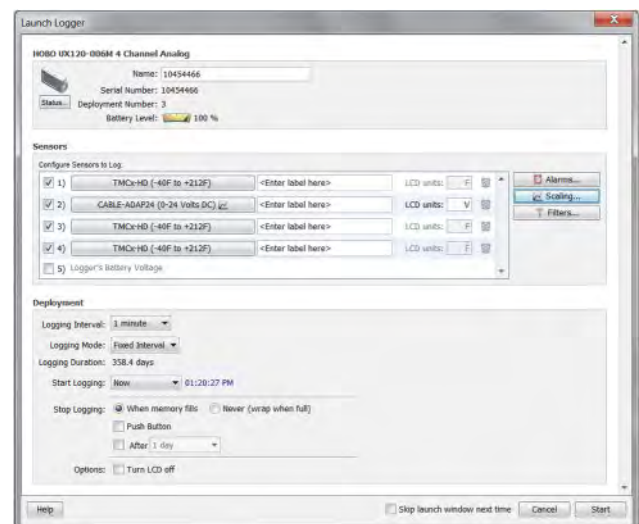 Launch Logger
HOBO UX120-006M 4 Channel Analog
Name: 10454466
Serial Number: 10454466
Status... Deployment Number: 3
Battery Level: 100 %
Sensors
Configure Sensors to Log:
1) TMCx-HD (-40F to +212F) <Enter label here> LCD units: F
2) CABLE-ADAP24 (0-24 Volts DC) <Enter label here> LCD units: V
3) TMCx-HD (-40F to +212F) <Enter label here> LCD units: F
4) TMCx-HD (-40F to +212F) <Enter label here> LCD units: F
5) Logger's Battery Voltage
Alarms...
Scaling...
Filters...
Deployment
Logging Interval: 1 minute
Logging Mode: Fixed Interval
Logging Duration: 358.4 days
Start Logging: Now 01:20:27 PM
Stop Logging: When memory fills Never (wrap when full)
Push Button
After 1 day
Options: Turn LCD off
Help Skip launch window next time Cancel Start